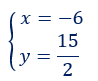 { x = −6
y = 15/2